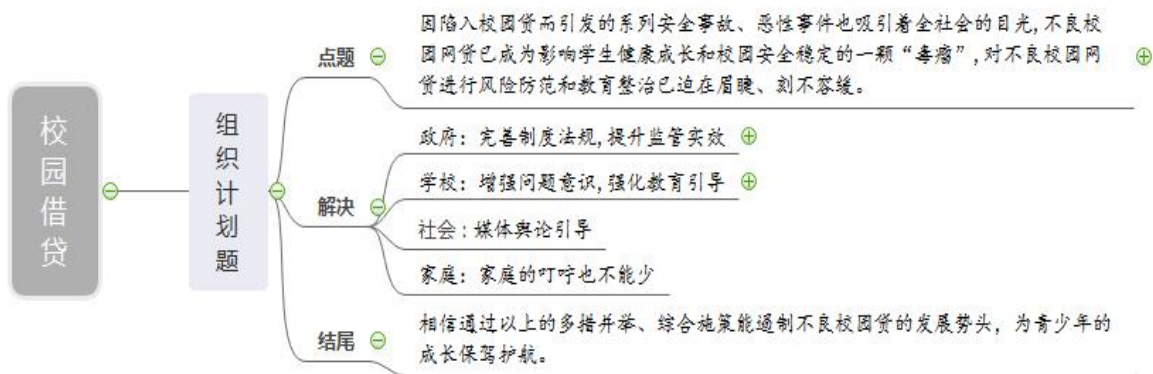 校园借贷
组织计划题
点题
因陷入校园贷而引发的系列安全事故、恶性事件也吸引着全社会的目光,不良校
园网贷已成为影响学生健康成长和校园安全稳定的一颗“毒瘤”,对不良校园网
贷进行风险防范和教育整治已迫在眉睫、刻不容缓。
解决
政府：完善制度法规,提升监管实效
学校：增强问题意识,强化教育引导
社会：媒体舆论引导
家庭：家庭的叮咛也不能少
结尾
相信通过以上的多措并举、综合施策能遏制不良校园贷的发展势头，为青少年的
成长保驾护航。